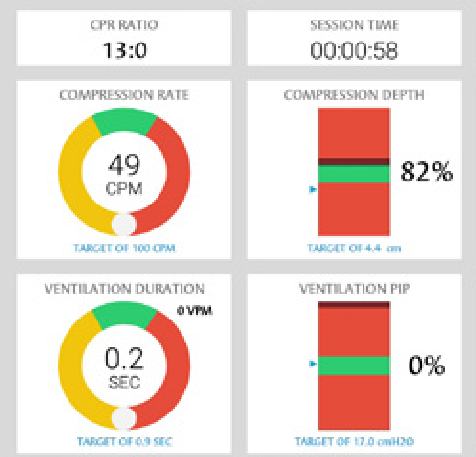 CPR RATIO
13:0
SESSION TIME
00:00:58
COMPRESSION RATE
49
CPM
TARGET OF 100 CPM
COMPRESSION DEPTH
82%
TARGET OF 4.4 cm
VENTILATION DURATION
0 VPM
0.2
SEC
TARGET OF 0.9 SEC
VENTILATION PIP
0%
TARGET OF 17.0 cmH2O